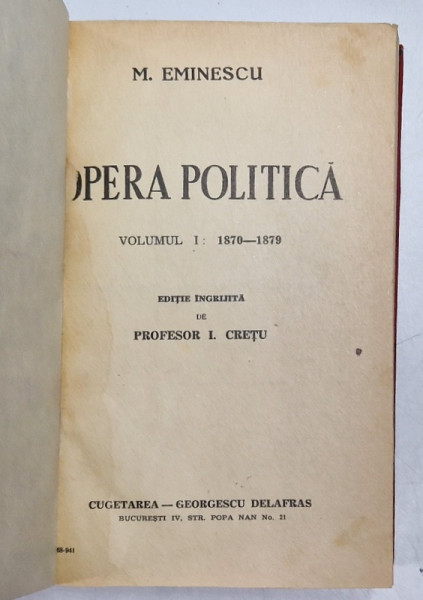 M. EMINESCU
OPERA POLITICĂ
VOLUMUL I: 1870—1879
EDIȚIE ÎNGRIJITĂ
DE
PROFESOR I. CREȚU
CUGETAREA — GEORGESCU DELAFRAS
BUCUREȘTI IV, STR. POPA NAN No. 21